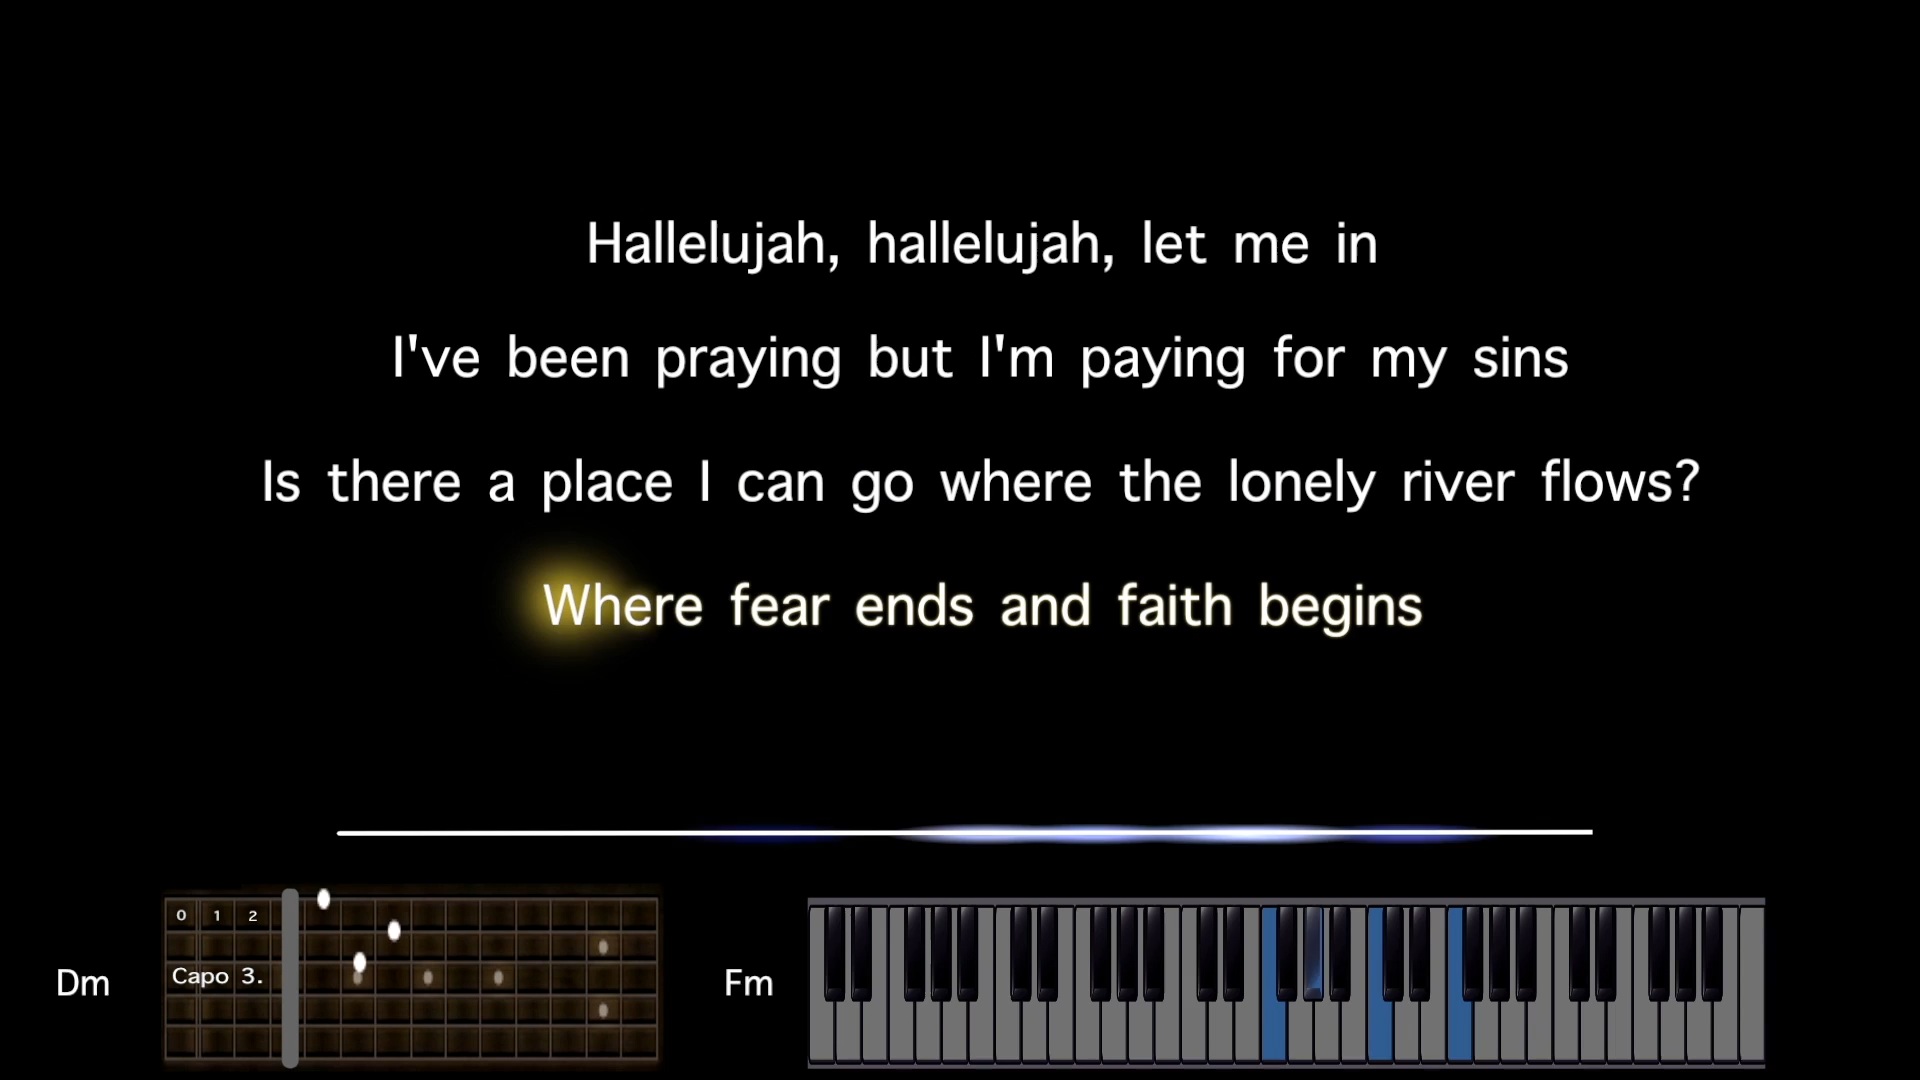 Hallelujah, hallelujah, let me in
I've been praying but I'm paying for my sins
Is there a place I can go where the lonely river flows?
Where fear ends and faith begins
0 1 2
Dm
Capo 3.
Fm